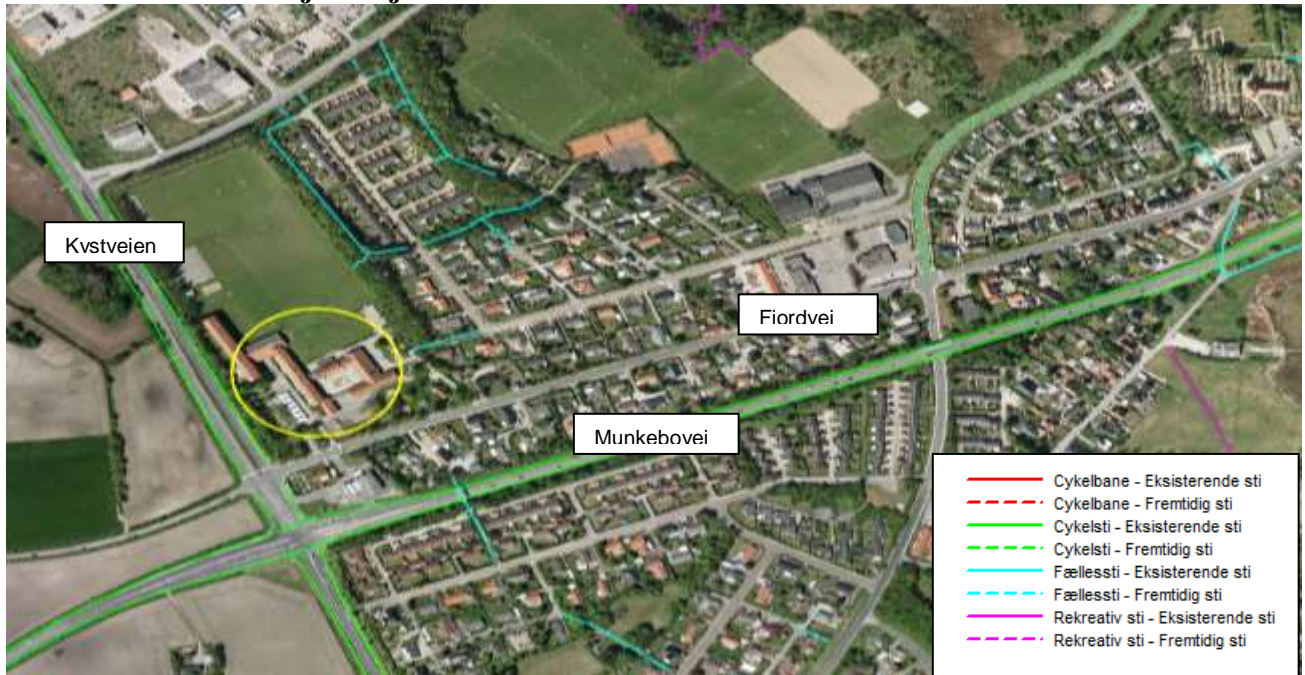 Kystvejen
Fjordvej
Munkebovej
Cykelbane - Eksisterende sti
Cykelbane - Fremtidig sti
Cykelsti - Eksisterende sti
Cykelsti - Fremtidig sti
Fællessti - Eksisterende sti
Fællessti - Fremtidig sti
Rekreativ sti - Eksisterende sti
Rekreativ sti - Fremtidig sti